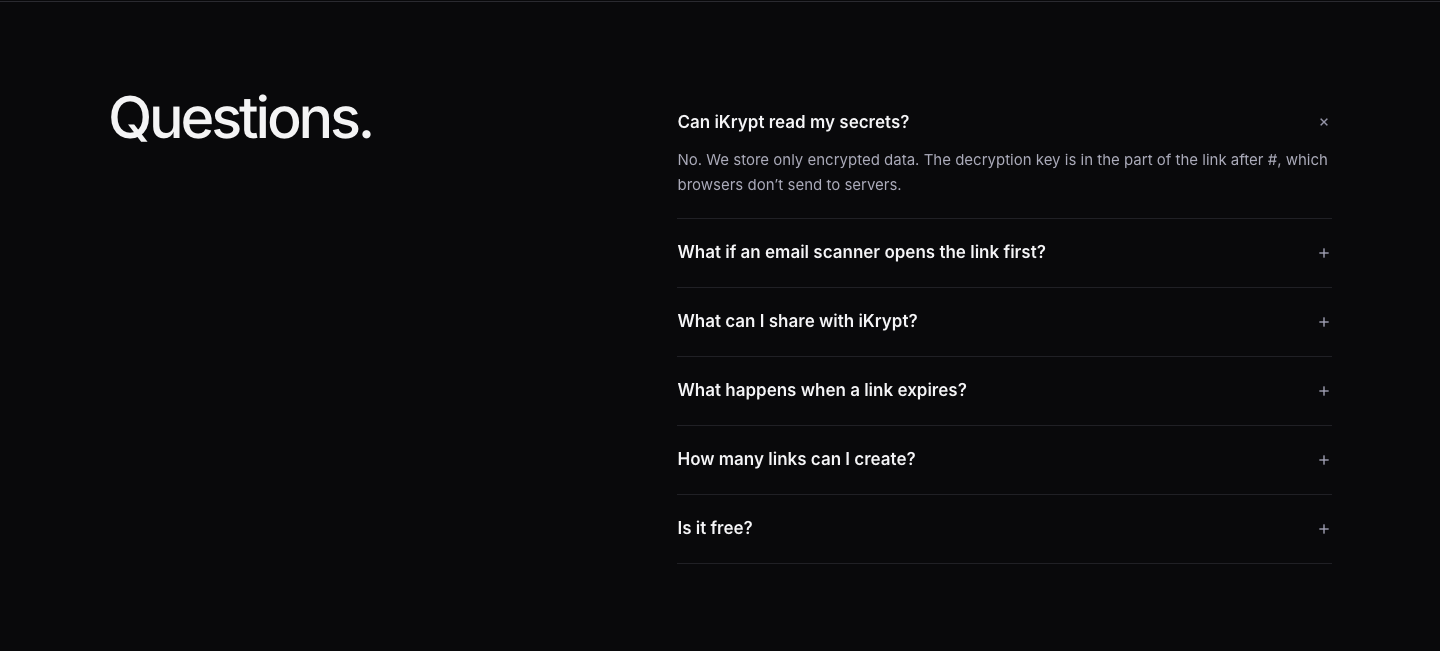 Questions.
Can iKrypt read my secrets?
No. We store only encrypted data. The decryption key is in the part of the link after #, which
browsers don’t send to servers.
What if an email scanner opens the link first?
What can I share with iKrypt?
What happens when a link expires?
How many links can I create?
Is it free?